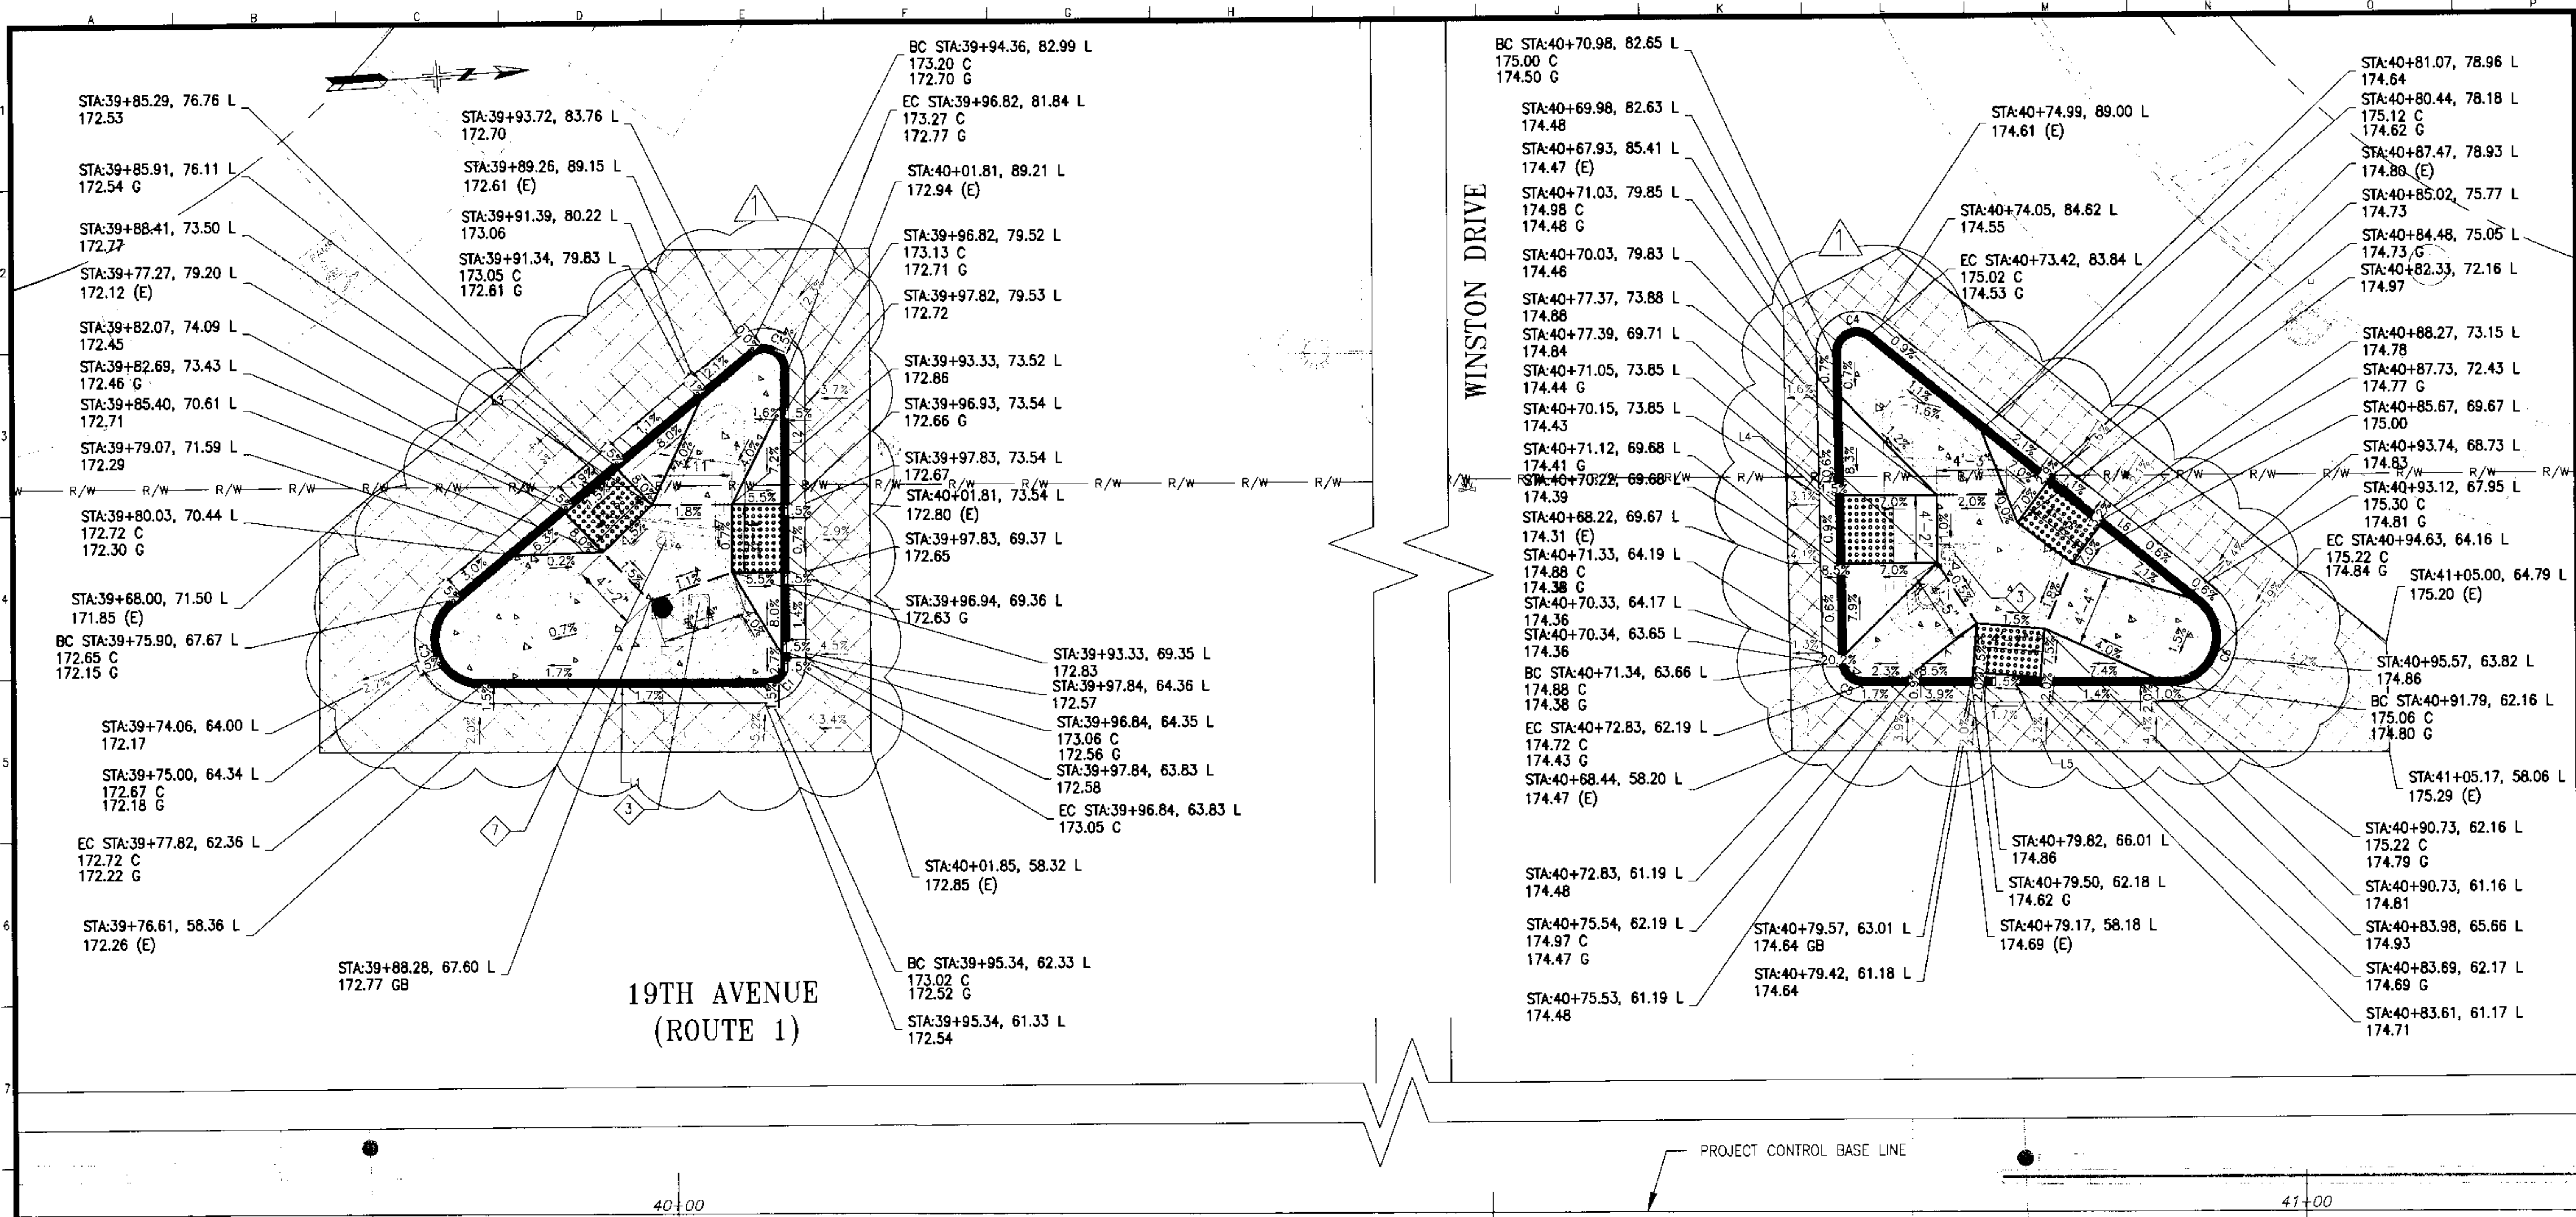 A B C D E F G H J K L M N O P
1
2
3
4
5
6
7
STA:39+85.29, 76.76 L
172.53
STA:39+85.91, 76.11 L
172.54 G
STA:39+88.41, 73.50 L
172.77
STA:39+77.27, 79.20 L
172.12 (E)
STA:39+82.07, 74.09 L
172.45
STA:39+82.69, 73.43 L
172.46 G
STA:39+85.40, 70.61 L
172.71
STA:39+79.07, 71.59 L
172.29
STA:39+80.03, 70.44 L
172.72 C
172.30 G
STA:39+68.00, 71.50 L
171.85 (E)
BC STA:39+75.90, 67.67 L
172.65 C
172.15 G
STA:39+74.06, 64.00 L
172.17
STA:39+75.00, 64.34 L
172.67 C
172.18 G
EC STA:39+77.82, 62.36 L
172.72 C
172.22 G
STA:39+76.61, 58.36 L
172.26 (E)
STA:39+88.28, 67.60 L
172.77 GB
STA:39+93.72, 83.76 L
172.70
STA:39+89.26, 89.15 L
172.61 (E)
STA:39+91.39, 80.22 L
173.06
STA:39+91.34, 79.83 L
173.05 C
172.61 G
BC STA:39+94.36, 82.99 L
173.20 C
172.70 G
EC STA:39+96.82, 81.84 L
173.27 C
172.77 G
STA:40+01.81, 89.21 L
172.94 (E)
STA:39+96.82, 79.52 L
173.13 C
172.71 G
STA:39+97.82, 79.53 L
172.72
STA:39+93.33, 73.52 L
172.86
STA:39+96.93, 73.54 L
172.66 G
STA:39+97.83, 73.54 L
172.67
STA:40+01.81, 73.54 L
172.80 (E)
STA:39+97.83, 69.37 L
172.65
STA:39+96.94, 69.36 L
172.63 G
STA:39+93.33, 69.35 L
172.83
STA:39+97.84, 64.36 L
172.57
STA:39+96.84, 64.35 L
173.06 C
172.56 G
STA:39+97.84, 63.83 L
172.58
EC STA:39+96.84, 63.83 L
173.05 C
STA:40+01.85, 58.32 L
172.85 (E)
BC STA:39+95.34, 62.33 L
173.02 C
172.52 G
STA:39+95.34, 61.33 L
172.54
1
3
7
L1
L2
L3
R/W
19TH AVENUE
(ROUTE 1)
WINSTON DRIVE
BC STA:40+70.98, 82.65 L
175.00 C
174.50 G
STA:40+69.98, 82.63 L
174.48
STA:40+67.93, 85.41 L
174.47 (E)
STA:40+71.03, 79.85 L
174.98 C
174.48 G
STA:40+70.03, 79.83 L
174.46
STA:40+77.37, 73.88 L
174.88
STA:40+77.39, 69.71 L
174.84
STA:40+71.05, 73.85 L
174.44 G
STA:40+70.15, 73.85 L
174.43
STA:40+71.12, 69.68 L
174.41 G
STA:40+70.22, 69.68 L
174.39
STA:40+68.22, 69.67 L
174.31 (E)
STA:40+71.33, 64.19 L
174.88 C
174.38 G
STA:40+70.33, 64.17 L
174.36
STA:40+70.34, 63.65 L
174.36
BC STA:40+71.34, 63.66 L
174.88 C
174.38 G
EC STA:40+72.83, 62.19 L
174.72 C
174.43 G
STA:40+68.44, 58.20 L
174.47 (E)
STA:40+72.83, 61.19 L
174.48
STA:40+75.54, 62.19 L
174.97 C
174.47 G
STA:40+75.53, 61.19 L
174.48
STA:40+74.99, 89.00 L
174.61 (E)
STA:40+74.05, 84.62 L
174.55
EC STA:40+73.42, 83.84 L
175.02 C
174.53 G
STA:40+79.82, 66.01 L
174.86
STA:40+79.50, 62.18 L
174.62 G
STA:40+79.57, 63.01 L
174.64 GB
STA:40+79.17, 58.18 L
174.69 (E)
STA:40+79.42, 61.18 L
174.64
STA:40+81.07, 78.96 L
174.64
STA:40+80.44, 78.18 L
175.12 C
174.62 G
STA:40+87.47, 78.93 L
174.80 (E)
STA:40+85.02, 75.77 L
174.73
STA:40+84.48, 75.05 L
174.73 G
STA:40+82.33, 72.16 L
174.97
STA:40+88.27, 73.15 L
174.78
STA:40+87.73, 72.43 L
174.77 G
STA:40+85.67, 69.67 L
175.00
STA:40+93.74, 68.73 L
174.83
STA:40+93.12, 67.95 L
175.30 C
174.81 G
EC STA:40+94.63, 64.16 L
175.22 C
174.84 G
STA:41+05.00, 64.79 L
175.20 (E)
STA:40+95.57, 63.82 L
174.86
BC STA:40+91.79, 62.16 L
175.06 C
174.80 G
STA:41+05.17, 58.06 L
175.29 (E)
STA:40+90.73, 62.16 L
175.22 C
174.79 G
STA:40+90.73, 61.16 L
174.81
STA:40+83.98, 65.66 L
174.93
STA:40+83.69, 62.17 L
174.69 G
STA:40+83.61, 61.17 L
174.71
1
3
C4
C6
L4
L5
L6
PROJECT CONTROL BASE LINE
40+00
41+00